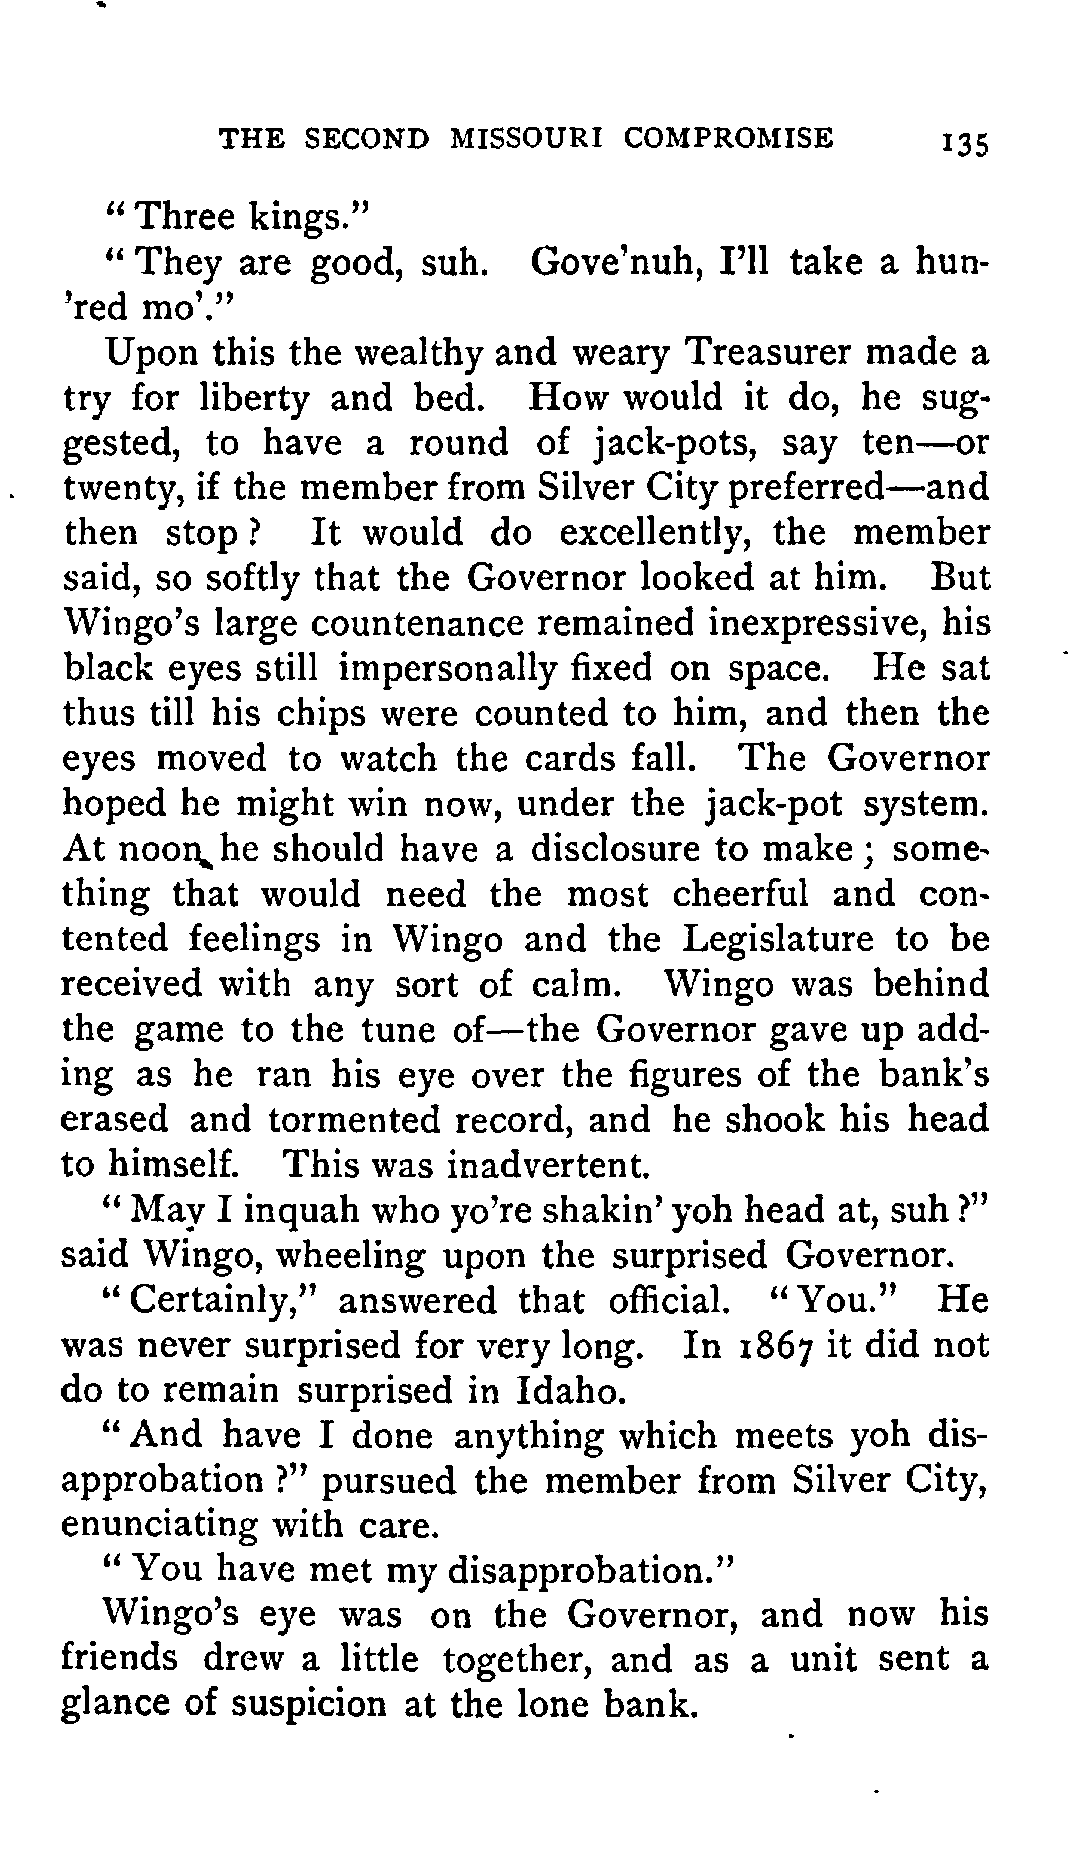 THE SECOND MISSOURI COMPROMISE 135
“Three kings.”
“They are good, suh. Gove'nuh, I'll take a hun-
'red mo'.”
Upon this the wealthy and weary Treasurer made a
try for liberty and bed. How would it do, he sug-
gested, to have a round of jack-pots, say ten—or
twenty, if the member from Silver City preferred—and
then stop? It would do excellently, the member
said, so softly that the Governor looked at him. But
Wingo's large countenance remained inexpressive, his
black eyes still impersonally fixed on space. He sat
thus till his chips were counted to him, and then the
eyes moved to watch the cards fall. The Governor
hoped he might win now, under the jack-pot system.
At noon he should have a disclosure to make; some-
thing that would need the most cheerful and con-
tented feelings in Wingo and the Legislature to be
received with any sort of calm. Wingo was behind
the game to the tune of—the Governor gave up add-
ing as he ran his eye over the figures of the bank's
erased and tormented record, and he shook his head
to himself. This was inadvertent.
“May I inquah who yo're shakin' yoh head at, suh?”
said Wingo, wheeling upon the surprised Governor.
“Certainly,” answered that official. “You.” He
was never surprised for very long. In 1867 it did not
do to remain surprised in Idaho.
“And have I done anything which meets yoh dis-
approbation?” pursued the member from Silver City,
enunciating with care.
“You have met my disapprobation.”
Wingo's eye was on the Governor, and now his
friends drew a little together, and as a unit sent a
glance of suspicion at the lone bank.